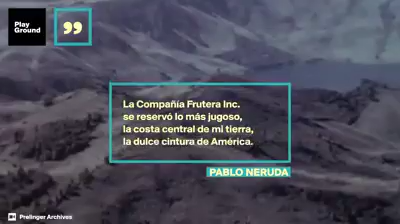 Play
Ground
”
La Compañía Frutera Inc.
se reservó lo más jugoso,
la costa central de mi tierra,
la dulce cintura de América.
PABLO NERUDA
Prelinger Archives